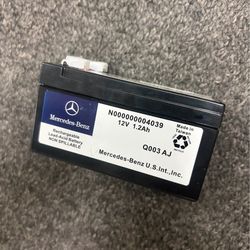 Mercedes-Benz
Rechargeable
Lead-Acid Battery
NON-SPILLABLE
N000000004039
12V 1.2Ah
Made In
Taiwan
Q003 AJ
Mercedes-Benz U.S. Int., Inc.